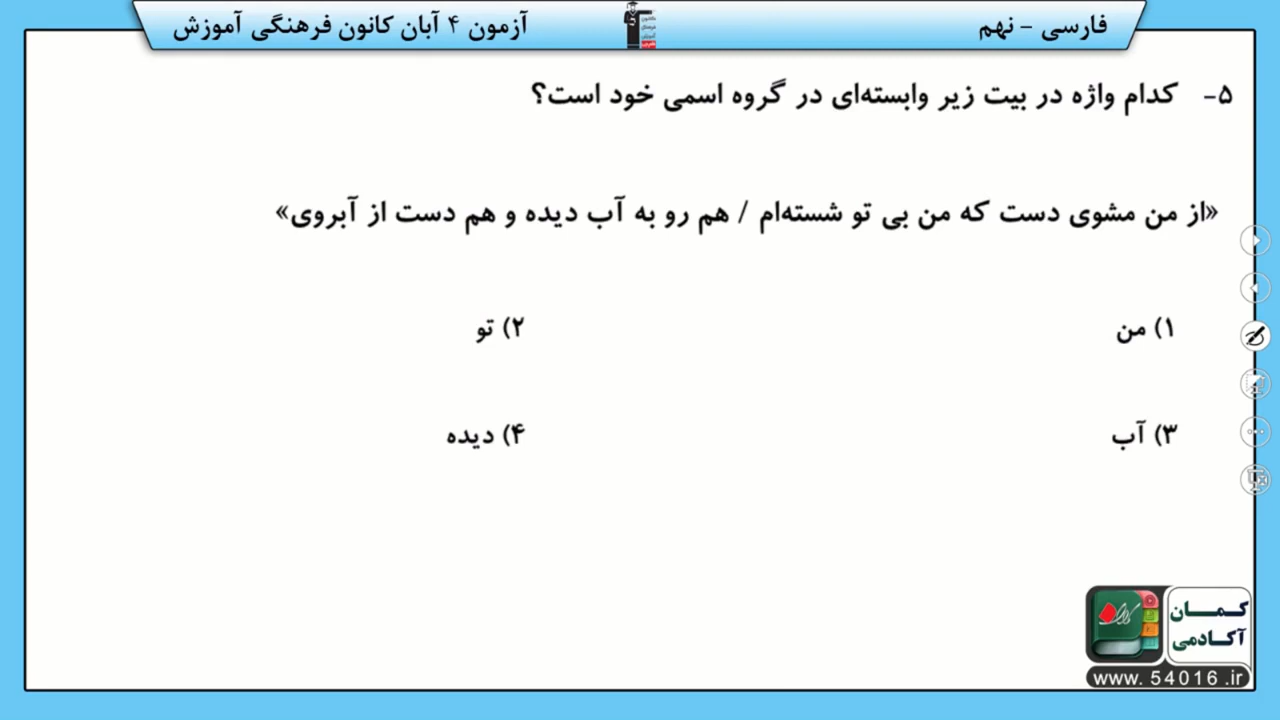 فارسی - نهم
آزمون ۴ آبان کانون فرهنگی آموزش
۵- کدام واژه در بیت زیر وابسته‌ای در گروه اسمی خود است؟
«از من مشوی دست که من بی تو شسته‌ام / هم رو به آب دیده و هم دست از آبروی»
۱) من
۲) تو
۳) آب
۴) دیده
کمان
آکادمی
www. 54016 .ir